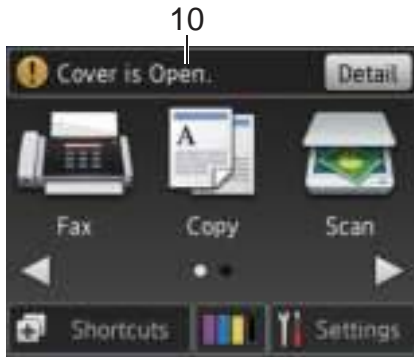 10
Cover is Open. Detail
A
Fax Copy Scan
Shortcuts Settings